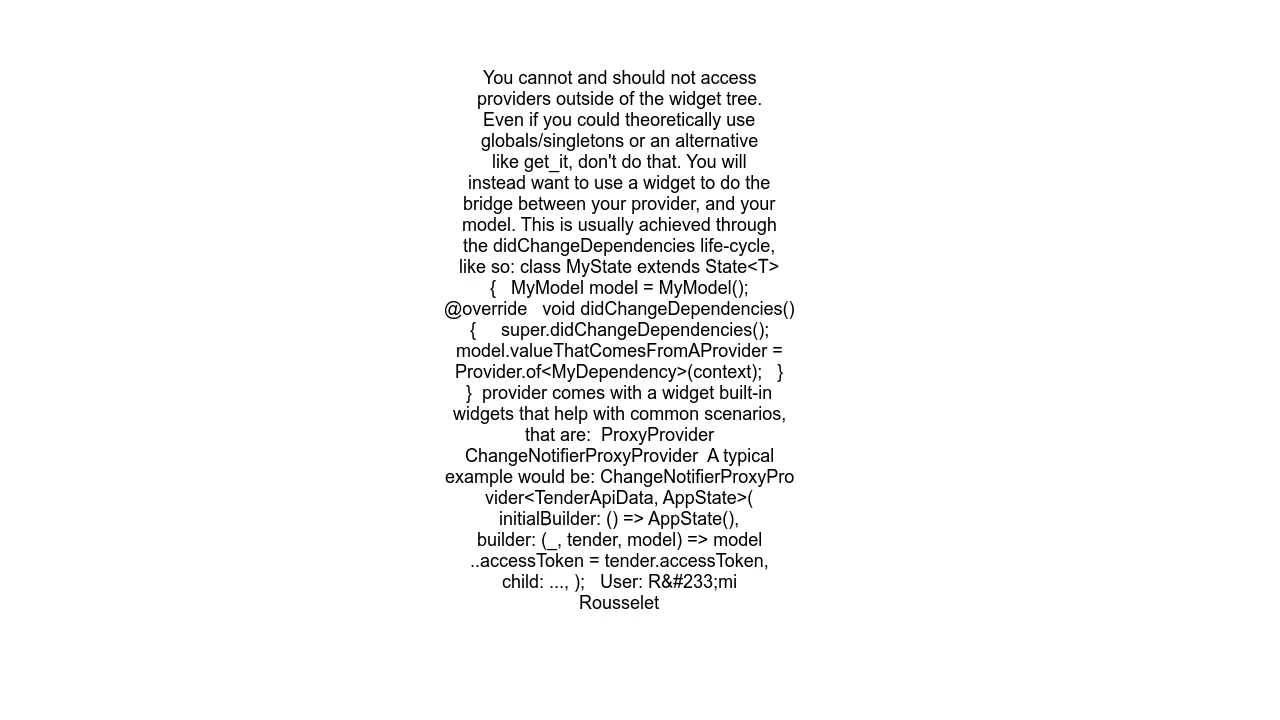 You cannot and should not access
providers outside of the widget tree.
Even if you could theoretically use
globals/singletons or an alternative
like get_it, don't do that. You will
instead want to use a widget to do the
bridge between your provider, and your
model. This is usually achieved through
the didChangeDependencies life-cycle,
like so: class MyState extends State<T>
{   MyModel model = MyModel();
@override   void didChangeDependencies()
{     super.didChangeDependencies();
model.valueThatComesFromAProvider =
Provider.of<MyDependency>(context);   }
}  provider comes with a widget built-in
widgets that help with common scenarios,
that are:  ProxyProvider
ChangeNotifierProxyProvider  A typical
example would be: ChangeNotifierProxyPro
vider<TenderApiData, AppState>(
initialBuilder: () => AppState(),
builder: (_, tender, model) => model
..accessToken = tender.accessToken,
child: ..., );   User: R&#233;mi
Rousselet